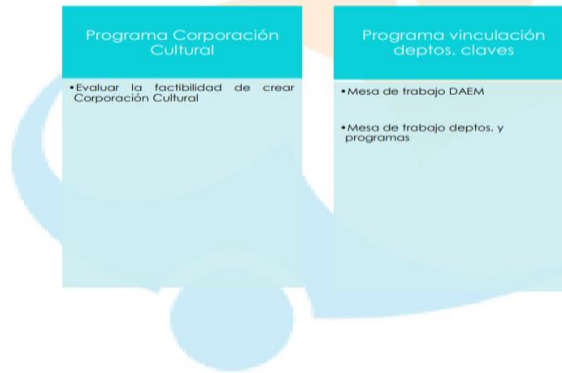 Programa Corporación
Cultural
•Evaluar la factibilidad de crear
Corporación Cultural
Programa vinculación
deptos. claves
•Mesa de trabajo DAEM
•Mesa de trabajo deptos. y
programas